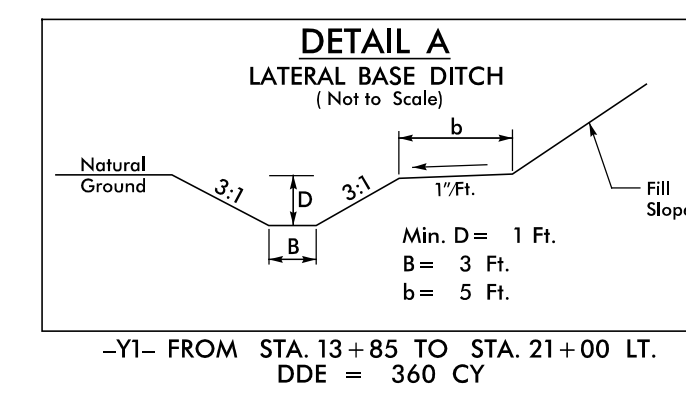 DETAIL A
LATERAL BASE DITCH
( Not to Scale)
b
Natural
Ground
3:1
D
3:1
1"/Ft.
Fill
Slope
B
Min. D = 1 Ft.
B = 3 Ft.
b = 5 Ft.
–Y1– FROM STA. 13+85 TO STA. 21+00 LT.
DDE = 360 CY